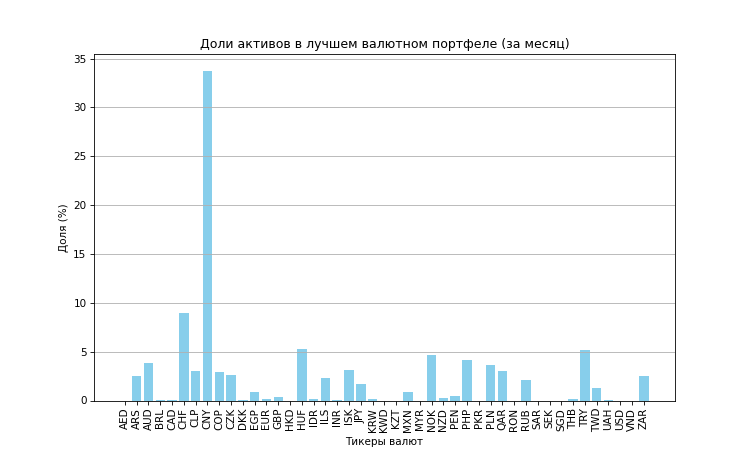 Доли активов в лучшем валютном портфеле (за месяц)
35
30
25
20
15
10
5
0
Доля (%)
AED ARS AUD BRL CAD CHF CLP CNY COP CZK DKK EGP EUR GBP HKD HUF IDR ILS INR ISK JPY KRW KWD KZT MXN MYR NOK NZD PEN PHP PKR PLN QAR RON RUB SAR SEK SGD THB TRY TWD UAH USD VND ZAR
Тикеры валют